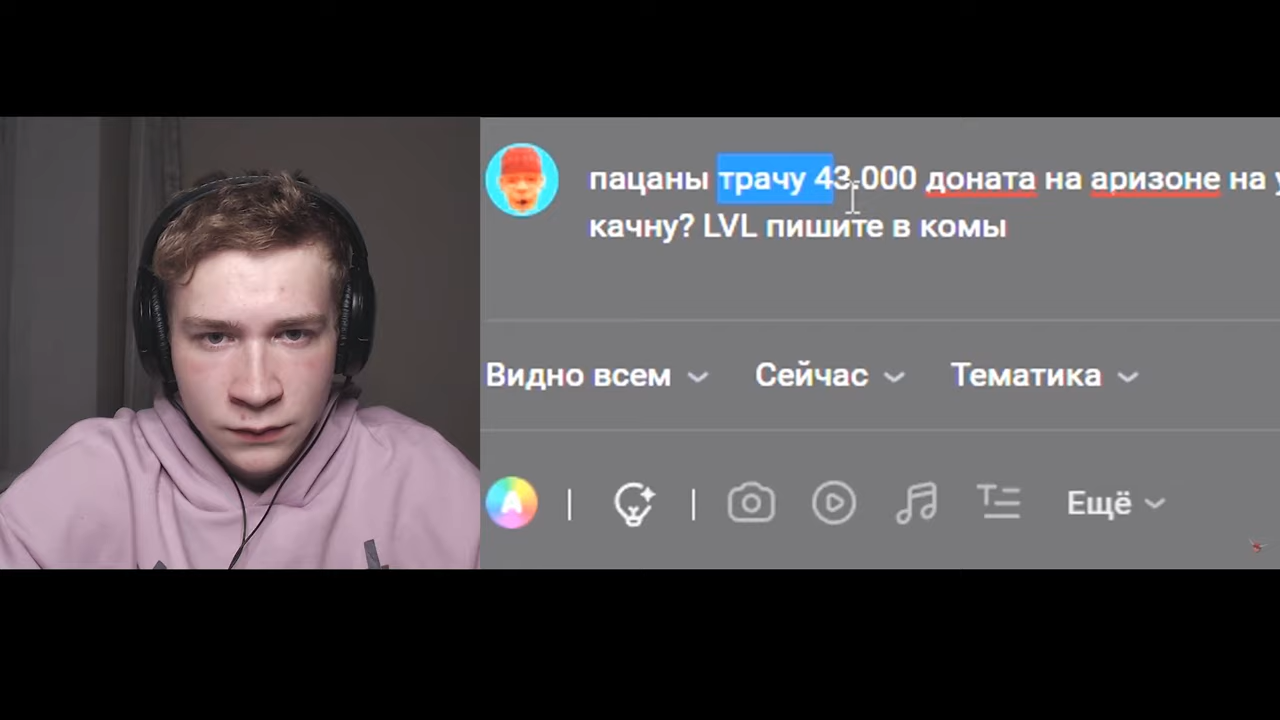 пацаны трачу 43.000 доната на аризоне на
качну? LVL пишите в комы
Видно всем
Сейчас
Тематика
A
Ещё